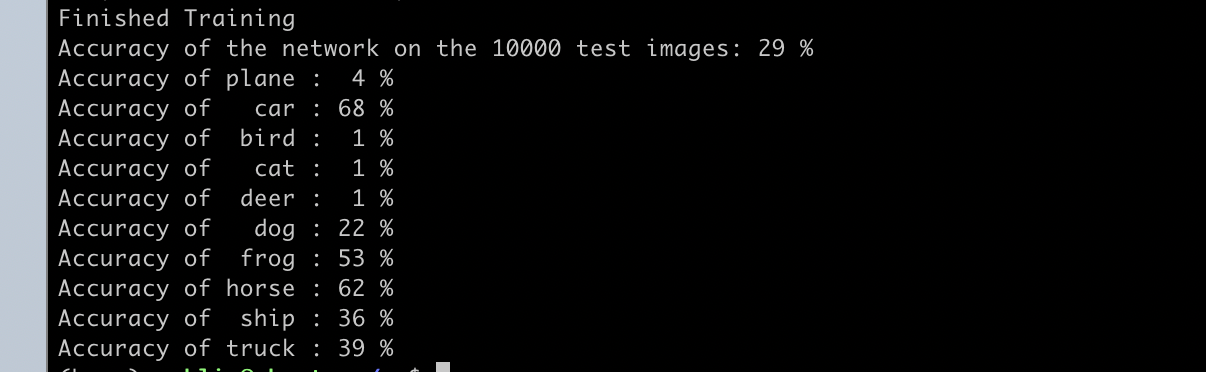 Finished Training
Accuracy of the network on the 10000 test images: 29 %
Accuracy of plane :  4 %
Accuracy of   car : 68 %
Accuracy of  bird :  1 %
Accuracy of   cat :  1 %
Accuracy of  deer :  1 %
Accuracy of   dog : 22 %
Accuracy of  frog : 53 %
Accuracy of horse : 62 %
Accuracy of  ship : 36 %
Accuracy of truck : 39 %